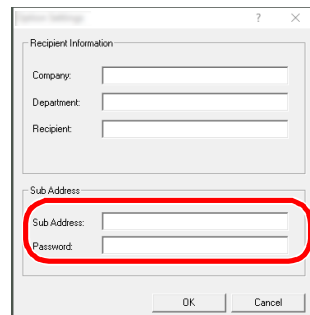 ?
Recipient Information
Company:
Department:
Recipient:
Sub Address
Sub Address:
Password:
OK Cancel